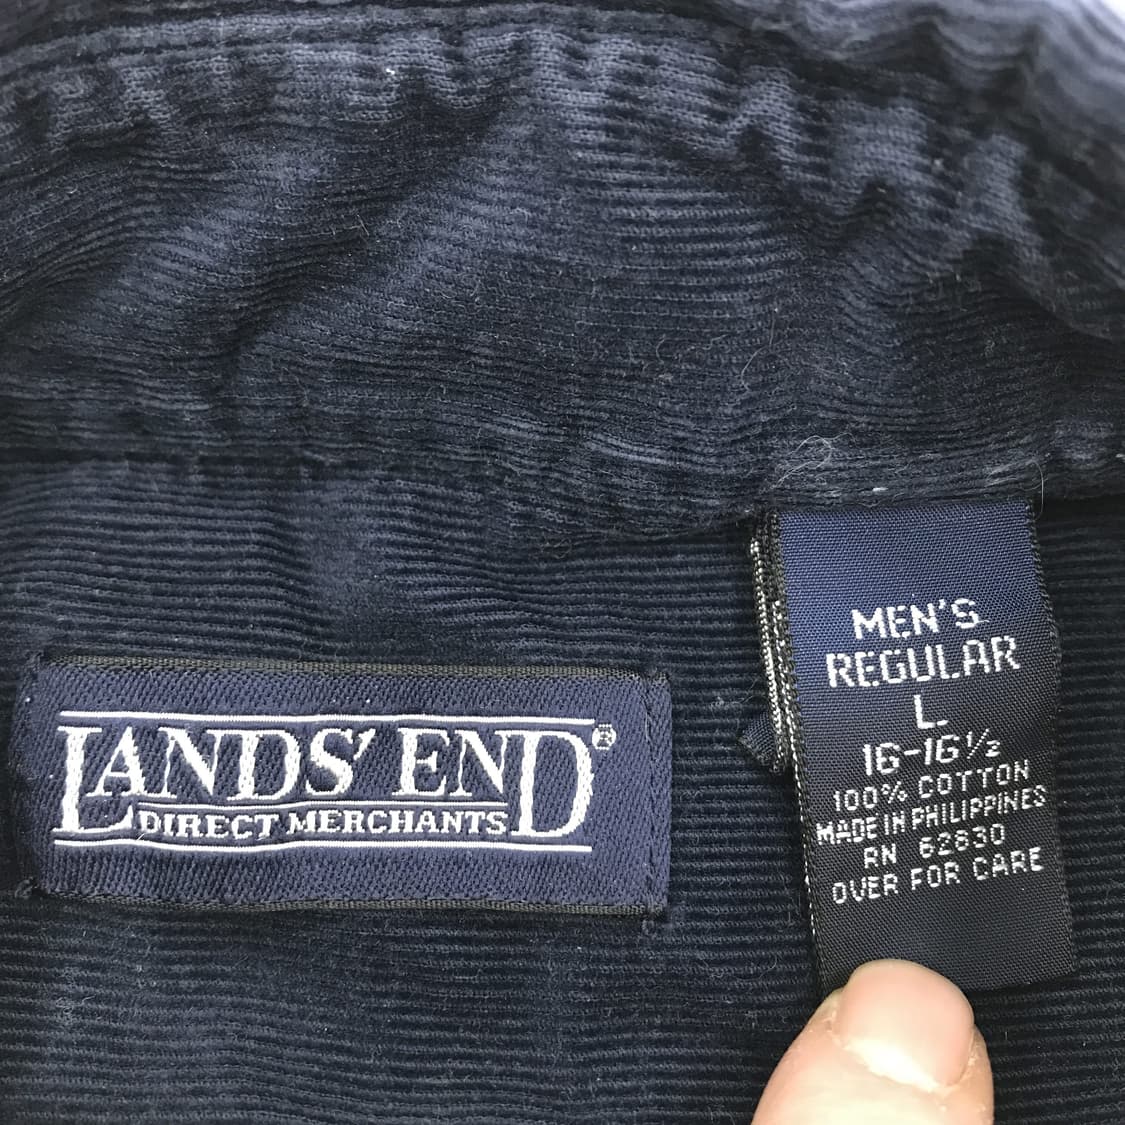 LANDS' END®
DIRECT MERCHANTS
MEN'S
REGULAR
L
16-16½
100% COTTON
MADE IN PHILIPPINES
RN 62830
OVER FOR CARE